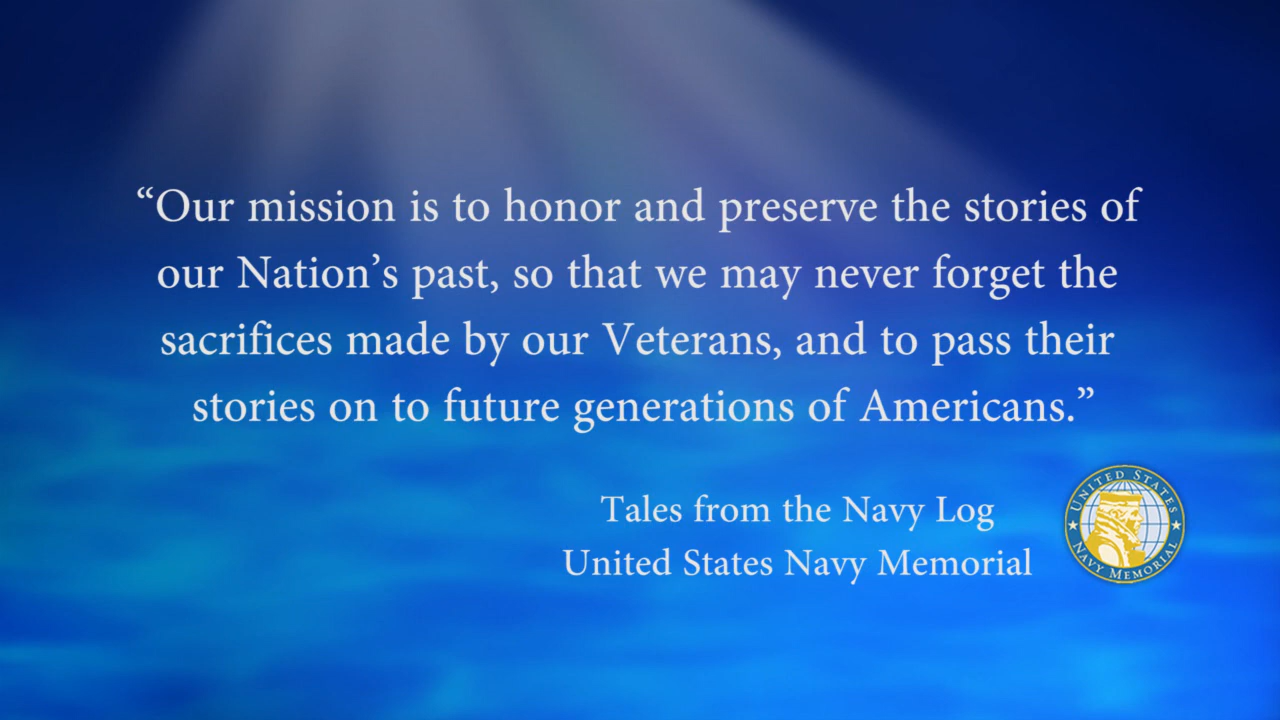 “Our mission is to honor and preserve the stories of
our Nation’s past, so that we may never forget the
sacrifices made by our Veterans, and to pass their
stories on to future generations of Americans.”
Tales from the Navy Log
United States Navy Memorial
UNITED STATES
NAVY MEMORIAL